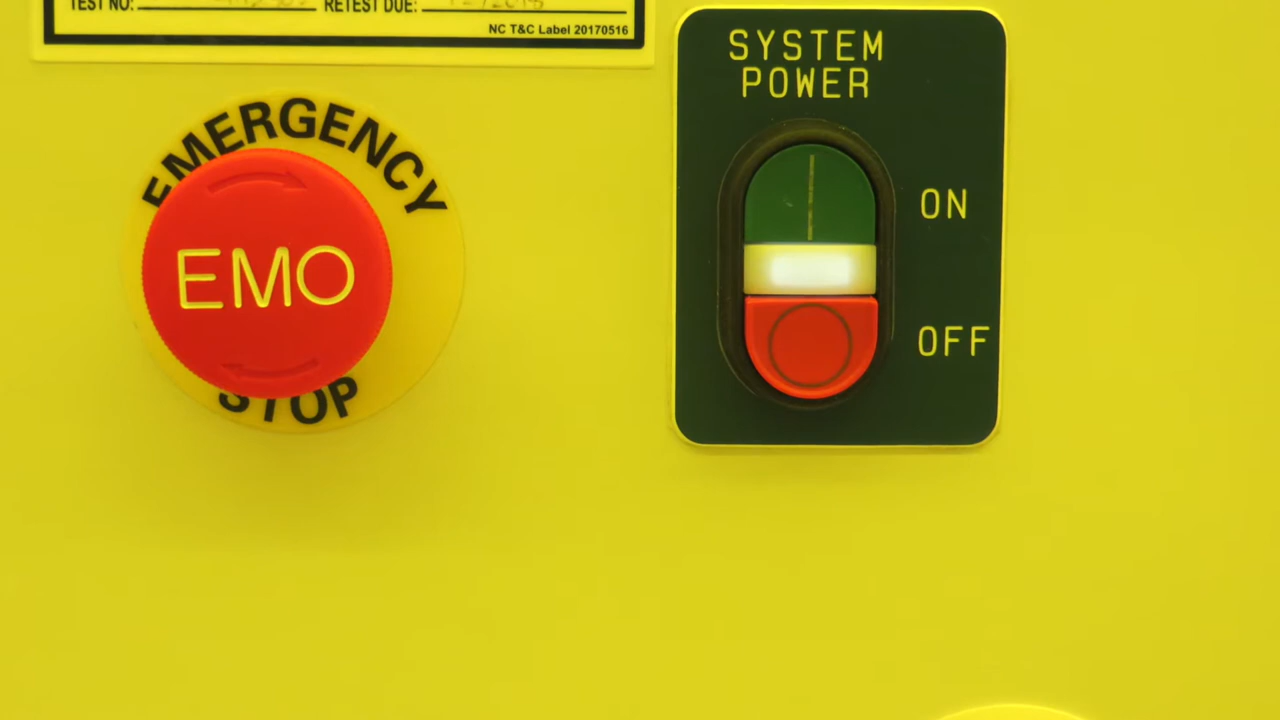 TEST NO: RETEST DUE:
NC T&C Label 20170516
SYSTEM
POWER
EMERGENCY
EMO
STOP
ON
OFF